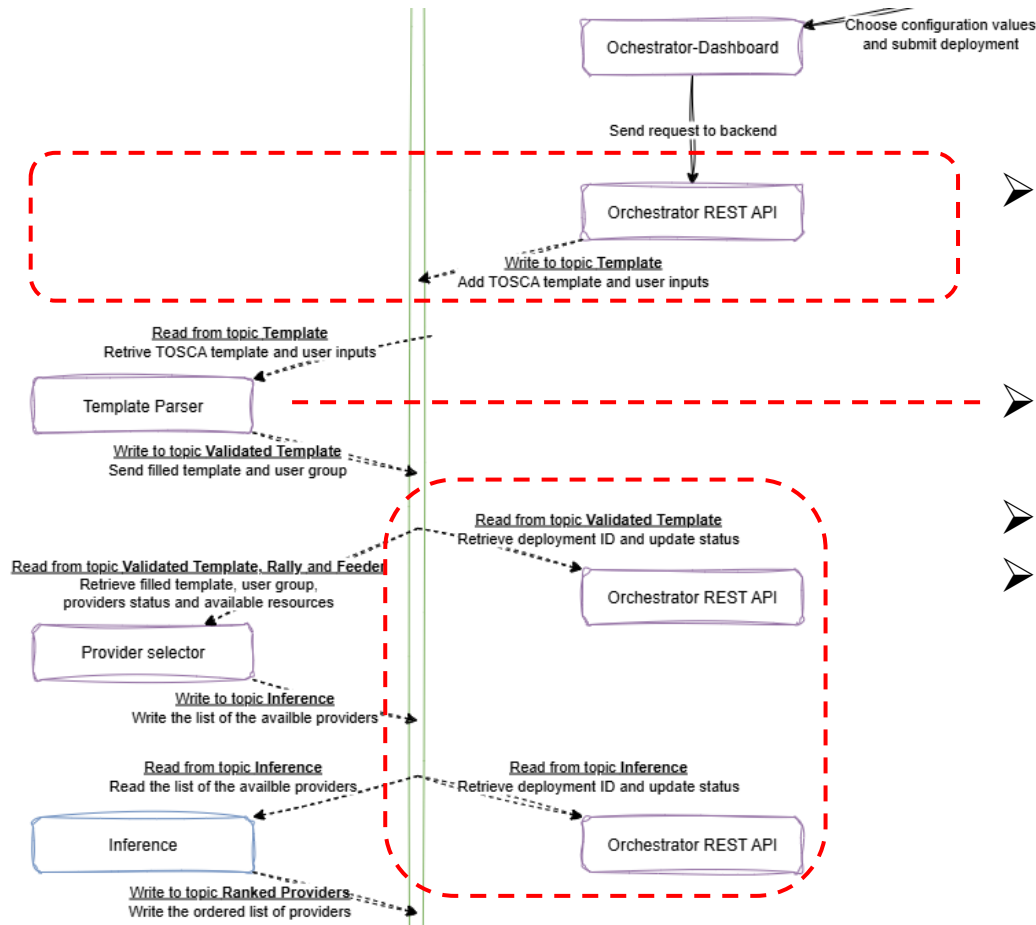 Choose configuration values
and submit deployment
Ochestrator-Dashboard
Send request to backend
Orchestrator REST API
Write to topic Template
Add TOSCA template and user inputs
Read from topic Template
Retrive TOSCA template and user inputs
Template Parser
Write to topic Validated Template
Send filled template and user group
Read from topic Validated Template
Retrieve deployment ID and update status
Read from topic Validated Template, Rally and Feeder
Retrieve filled template, user group,
providers status and available resources
Orchestrator REST API
Provider selector
Write to topic Inference
Write the list of the availble providers
Read from topic Inference
Read the list of the availble providers
Read from topic Inference
Retrieve deployment ID and update status
Inference
Orchestrator REST API
Write to topic Ranked Providers
Write the ordered list of providers